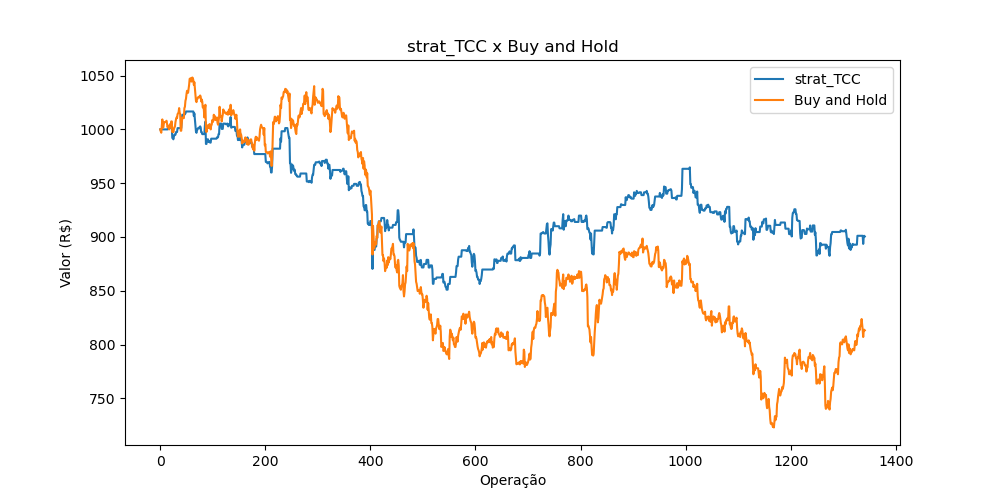 strat_TCC x Buy and Hold
strat_TCC
Buy and Hold
Valor (R$)
1050
1000
950
900
850
800
750
0 200 400 600 800 1000 1200 1400
Operação